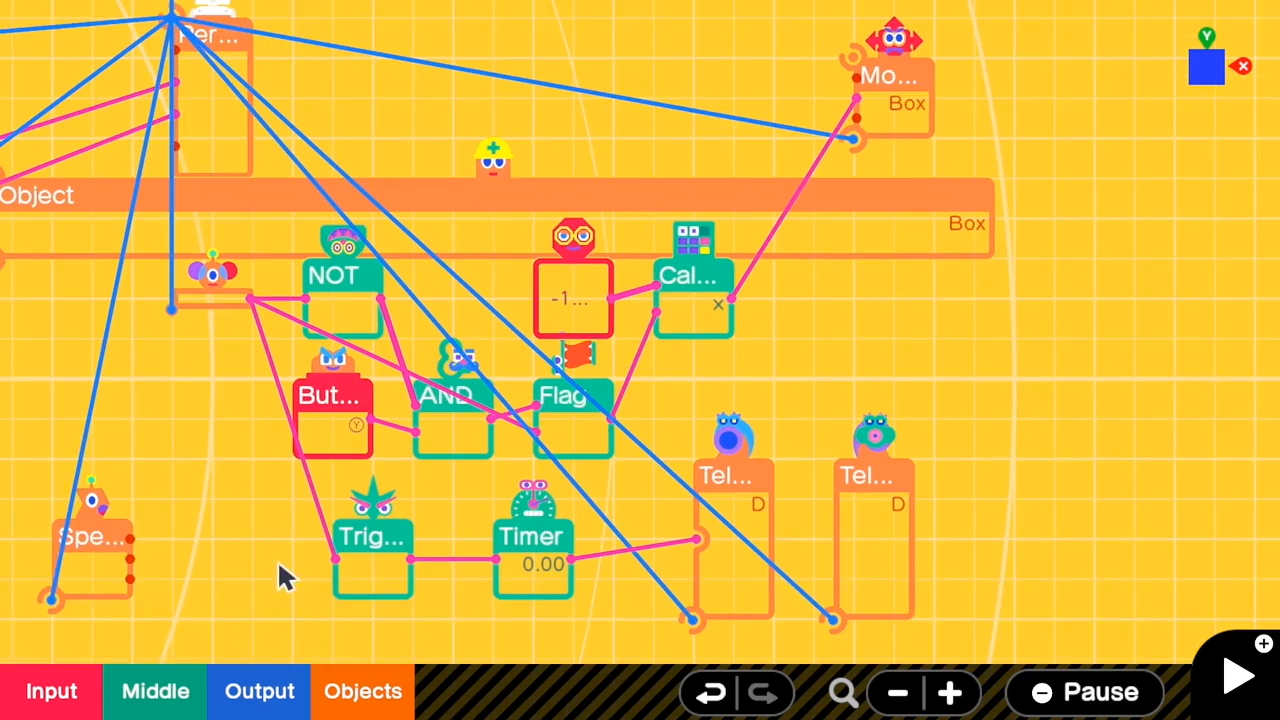 Per...
Y
X
Mo...
Box
Object
Box
NOT
-1...
Cal...
×
But...
Y
AND
Flag
Tel...
D
Tel...
D
Spe...
Trig...
Timer
0.00
Input
Middle
Output
Objects
Pause